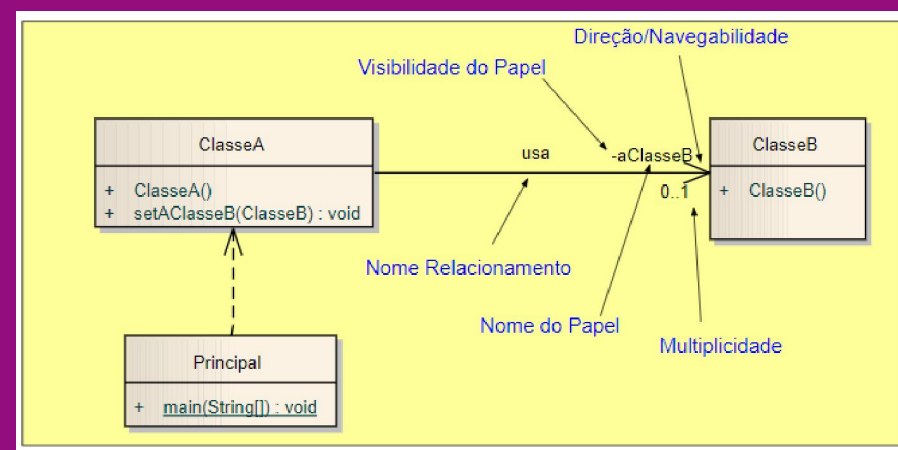 Direção/Navegabilidade
Visibilidade do Papel
ClasseA
usa
-aClasseB
ClasseB
+ ClasseA()
+ setAClasseB(ClasseB) : void
0..1
+ ClasseB()
Nome Relacionamento
Nome do Papel
Multiplicidade
Principal
+ main(String[]) : void